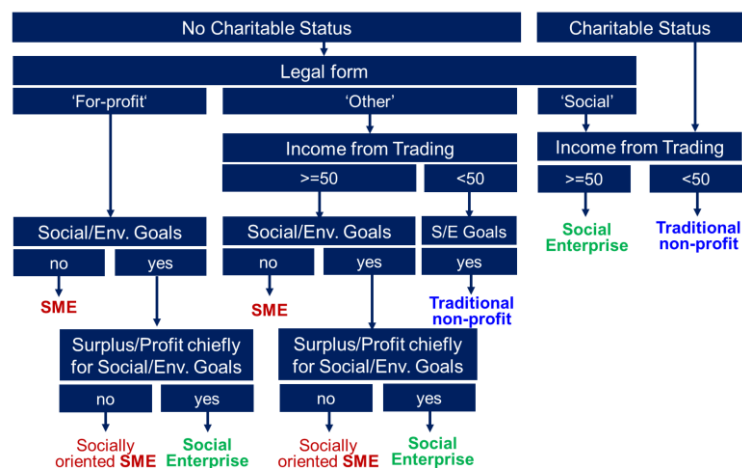 No Charitable Status
Charitable Status
Legal form
'For-profit'
'Other'
'Social'
Income from Trading
Income from Trading
>=50
<50
>=50
<50
Social/Env. Goals
Social/Env. Goals
S/E Goals
Social
Enterprise
Traditional
non-profit
no
yes
no
yes
yes
SME
SME
Traditional
non-profit
Surplus/Profit chiefly
for Social/Env. Goals
Surplus/Profit chiefly
for Social/Env. Goals
no
yes
no
yes
Socially
oriented SME
Social
Enterprise
Socially
oriented SME
Social
Enterprise